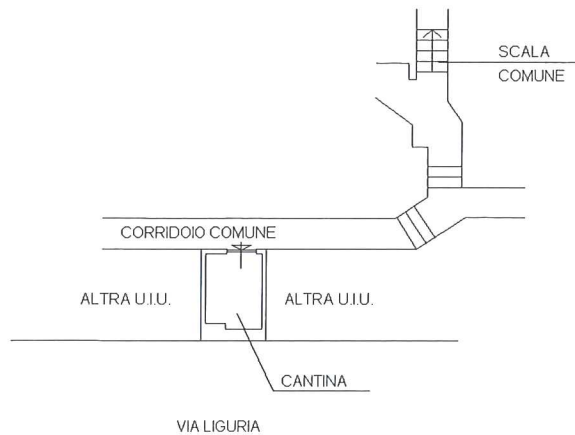 SCALA
COMUNE
CORRIDOIO COMUNE
ALTRA U.I.U.
ALTRA U.I.U.
CANTINA
VIA LIGURIA